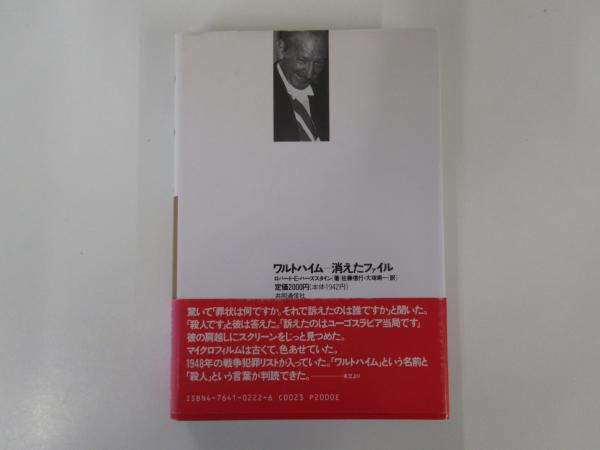 ワルトハイム─消えたファイル
ロバート・E・ハーズスタイン[著]佐藤信行・大塚寿一[訳]
定価2000円(本体1942円)
共同通信社
驚いて「罪状は何ですか、それで訴えたのは誰ですか」と聞いた。
「殺人です」と彼は答えた。「訴えたのはユーゴスラビア当局です」
彼の肩越しにスクリーンをじっと見つめた。
マイクロフィルムは古くて、色あせていた。
1948年の戦争犯罪リストが入っていた。「ワルトハイム」という名前と
「殺人」という言葉が判読できた。───本文より
ISBN4-7641-0222-6 C0023 P2000E